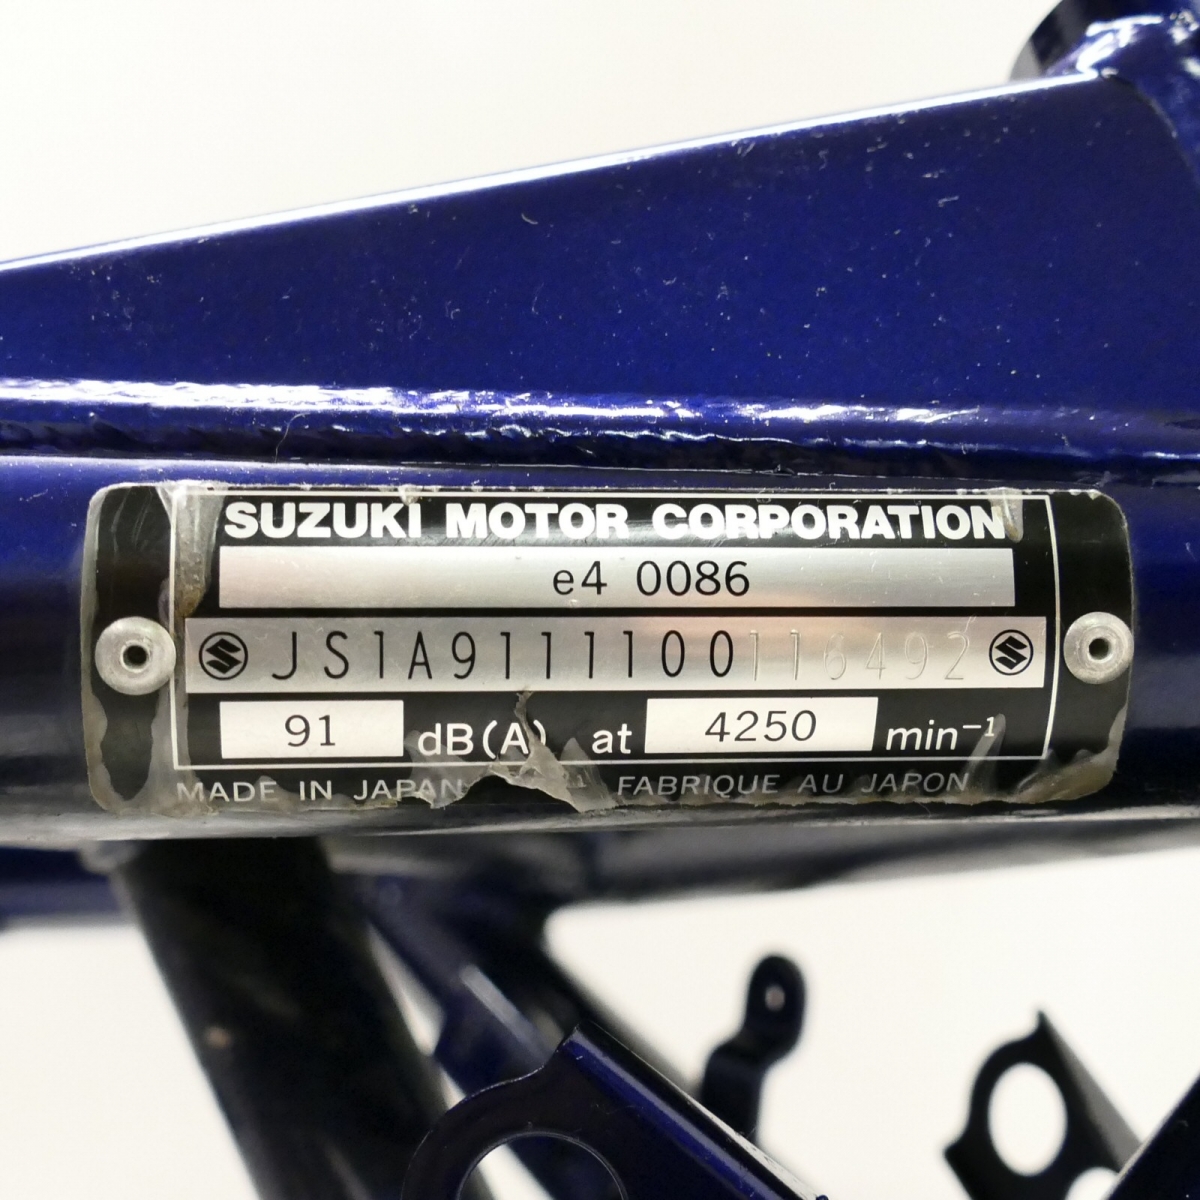 SUZUKI MOTOR CORPORATION
e4 0086
JS1A9111100116492
91 dB(A) at 4250 min⁻¹
MADE IN JAPAN FABRIQUE AU JAPON